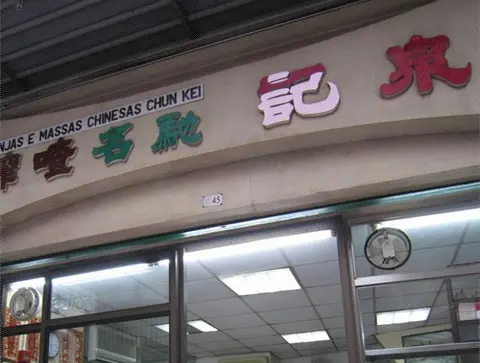 NJAS E MASSAS CHINESAS CHUN KEI
泉記馳名
45